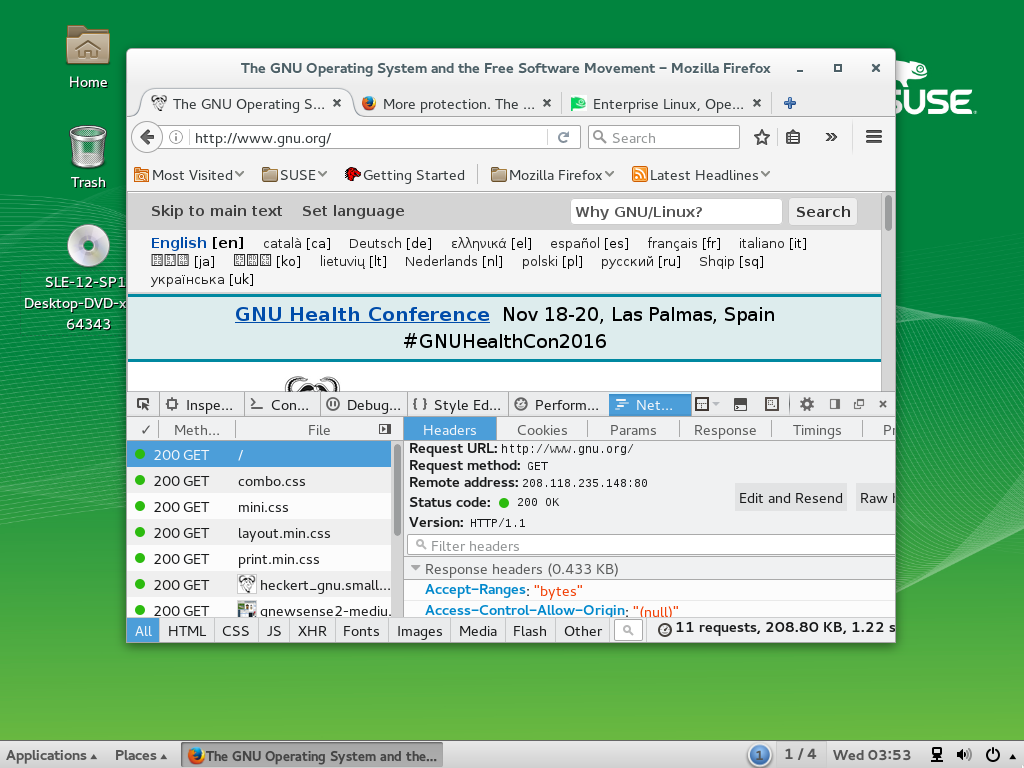 Home
Trash
SLE-12-SP1
Desktop-DVD-x
64343
SUSE
The GNU Operating System and the Free Software Movement - Mozilla Firefox
The GNU Operating S...
More protection. The ...
Enterprise Linux, Ope...
http://www.gnu.org/
Search
Most Visited
SUSE
Getting Started
Mozilla Firefox
Latest Headlines
Skip to main text Set language
Why GNU/Linux?
Search
English [en] català [ca] Deutsch [de] ελληνικά [el] español [es] français [fr] italiano [it]
[ja] [ko] lietuvių [lt] Nederlands [nl] polski [pl] русский [ru] Shqip [sq]
українська [uk]
GNU Health Conference Nov 18-20, Las Palmas, Spain
#GNUHealthCon2016
Inspe... Con... Debug... { } Style Ed... Perform... Net...
✓ Meth... File
Headers Cookies Params Response Timings Pr
200 GET /
200 GET combo.css
200 GET mini.css
200 GET layout.min.css
200 GET print.min.css
200 GET heckert_gnu.small...
200 GET gnewsense2-mediu.
Request URL: http://www.gnu.org/
Request method: GET
Remote address: 208.118.235.148:80
Status code: 200 OK
Edit and Resend
Raw
Version: HTTP/1.1
Filter headers
Response headers (0.433 KB)
Accept-Ranges: "bytes"
Access-Control-Allow-Origin: "(null)"
All HTML CSS JS XHR Fonts Images Media Flash Other
11 requests, 208.80 KB, 1.22 s
Applications Places
The GNU Operating System and the...
1
1 / 4
Wed 03:53